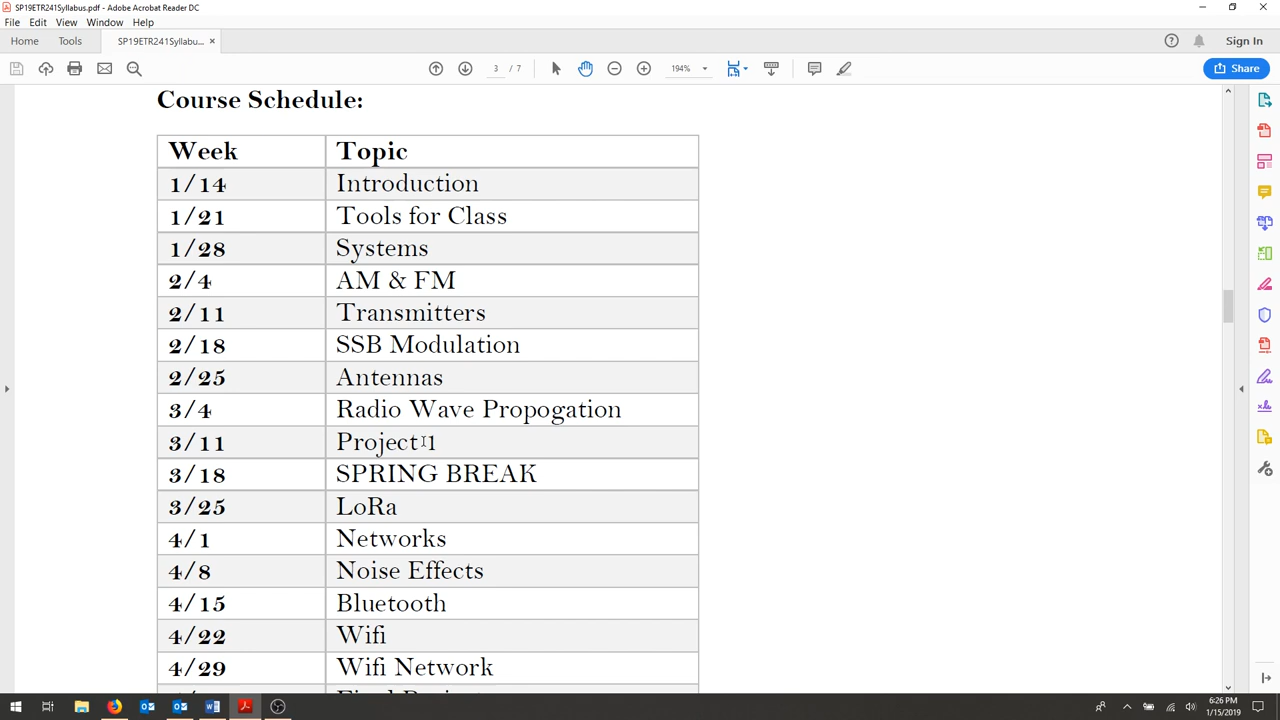 SP19ETR241Syllabus.pdf - Adobe Acrobat Reader DC
File Edit View Window Help
Home Tools SP19ETR241Syllabu... × Sign In
3 / 7 194% Share
Course Schedule:
Week Topic
1/14 Introduction
1/21 Tools for Class
1/28 Systems
2/4 AM & FM
2/11 Transmitters
2/18 SSB Modulation
2/25 Antennas
3/4 Radio Wave Propogation
3/11 Project 1
3/18 SPRING BREAK
3/25 LoRa
4/1 Networks
4/8 Noise Effects
4/15 Bluetooth
4/22 Wifi
4/29 Wifi Network
6:26 PM
1/15/2019